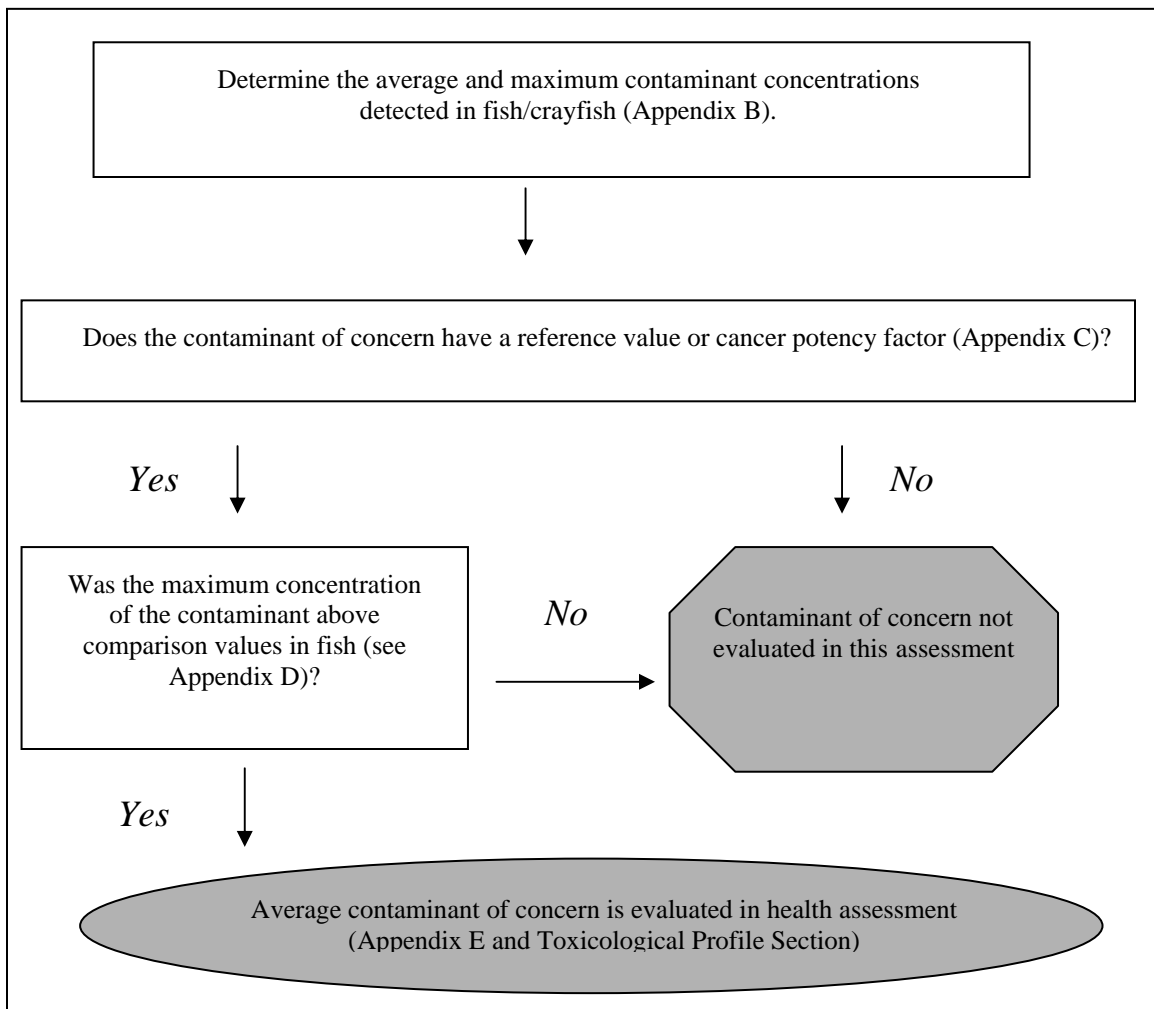 Determine the average and maximum contaminant concentrations
detected in fish/crayfish (Appendix B).
Does the contaminant of concern have a reference value or cancer potency factor (Appendix C)?
Yes
No
Was the maximum concentration
of the contaminant above
comparison values in fish (see
Appendix D)?
No
Contaminant of concern not
evaluated in this assessment
Yes
Average contaminant of concern is evaluated in health assessment
(Appendix E and Toxicological Profile Section)